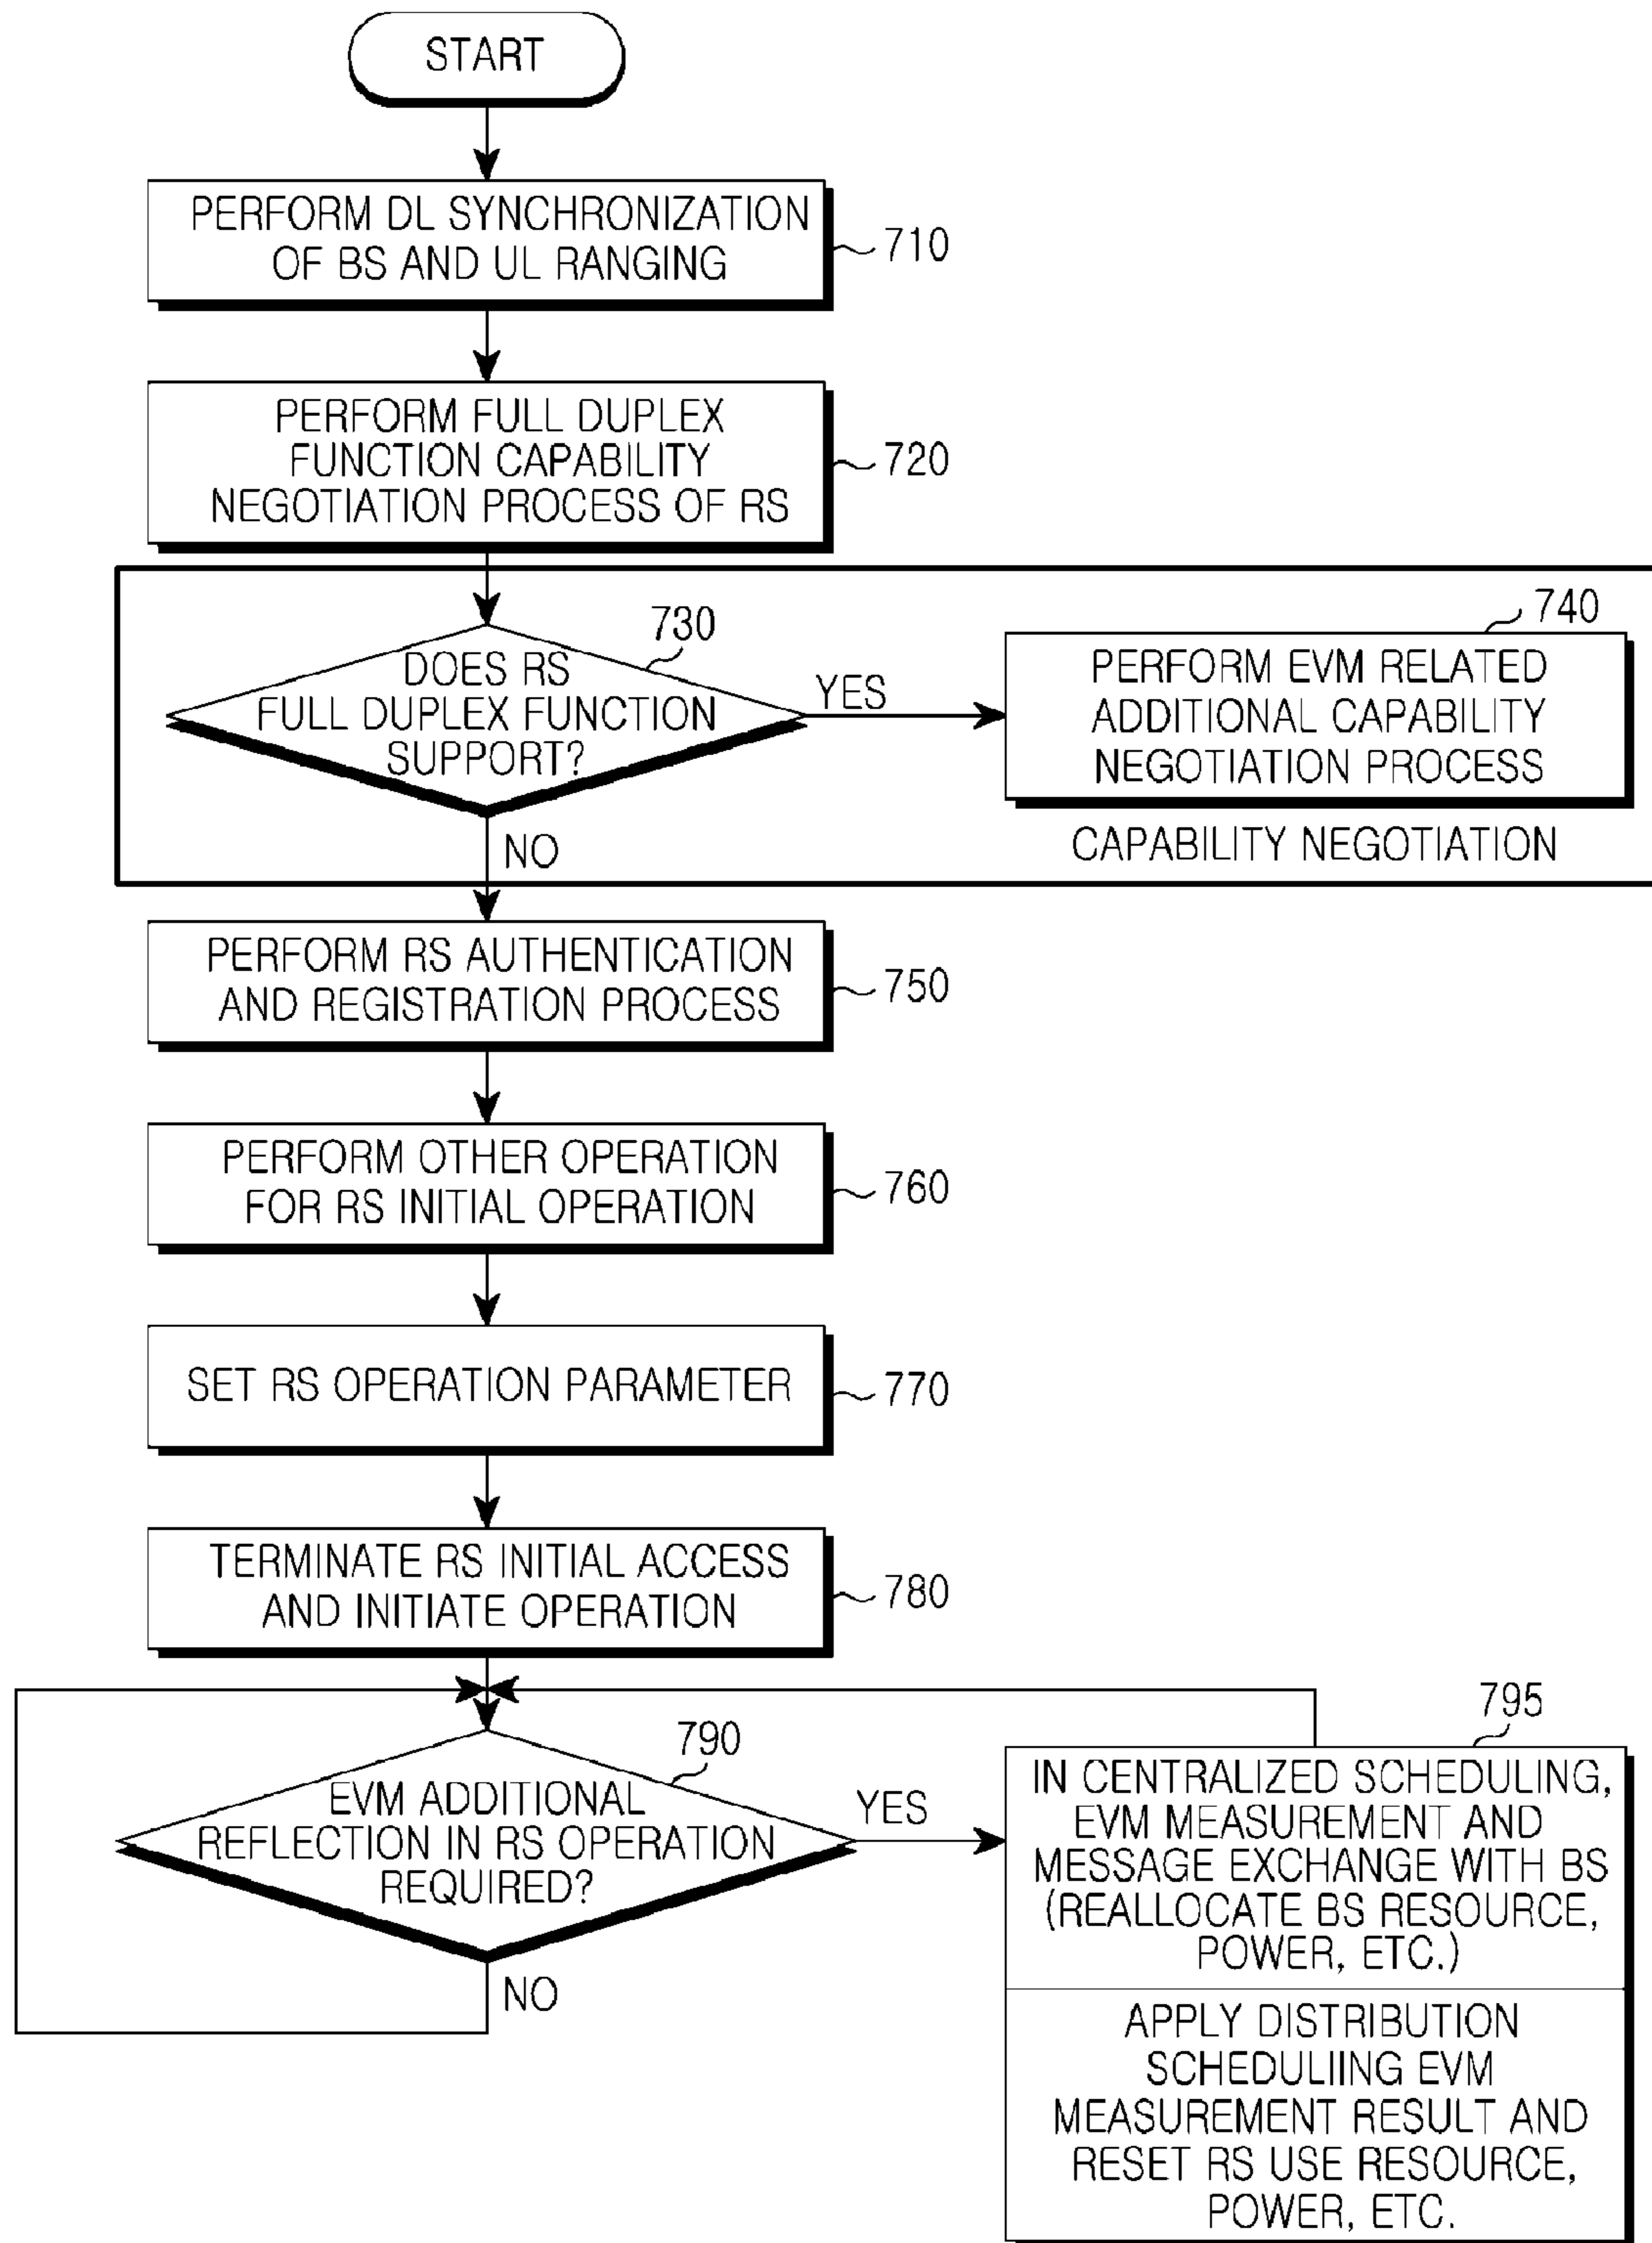 START
PERFORM DL SYNCHRONIZATION
OF BS AND UL RANGING
710
PERFORM FULL DUPLEX
FUNCTION CAPABILITY
NEGOTIATION PROCESS OF RS
720
730
DOES RS
FULL DUPLEX FUNCTION
SUPPORT?
YES
NO
740
PERFORM EVM RELATED
ADDITIONAL CAPABILITY
NEGOTIATION PROCESS
CAPABILITY NEGOTIATION
PERFORM RS AUTHENTICATION
AND REGISTRATION PROCESS
750
PERFORM OTHER OPERATION
FOR RS INITIAL OPERATION
760
SET RS OPERATION PARAMETER
770
TERMINATE RS INITIAL ACCESS
AND INITIATE OPERATION
780
790
EVM ADDITIONAL
REFLECTION IN RS OPERATION
REQUIRED?
YES
NO
795
IN CENTRALIZED SCHEDULING,
EVM MEASUREMENT AND
MESSAGE EXCHANGE WITH BS
(REALLOCATE BS RESOURCE,
POWER, ETC.)
APPLY DISTRIBUTION
SCHEDULIING EVM
MEASUREMENT RESULT AND
RESET RS USE RESOURCE,
POWER, ETC.